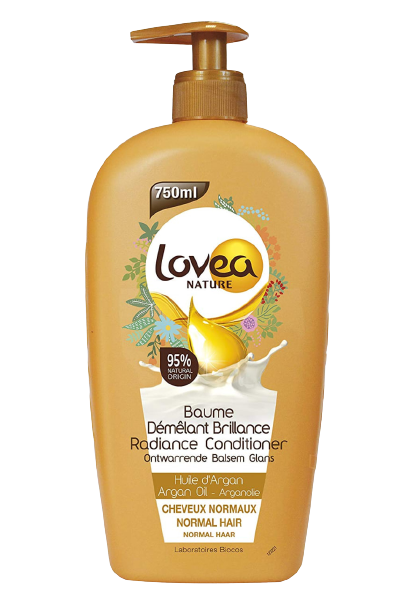 750ml
Lovea
NATURE
95%
NATURAL
ORIGIN
Baume
Démêlant Brillance
Radiance Conditioner
Ontwarrende Balsem Glans
Huile d'Argan
Argan Oil - Arganolie
CHEVEUX NORMAUX
NORMAL HAIR
NORMAL HAAR
Laboratoires Biocos